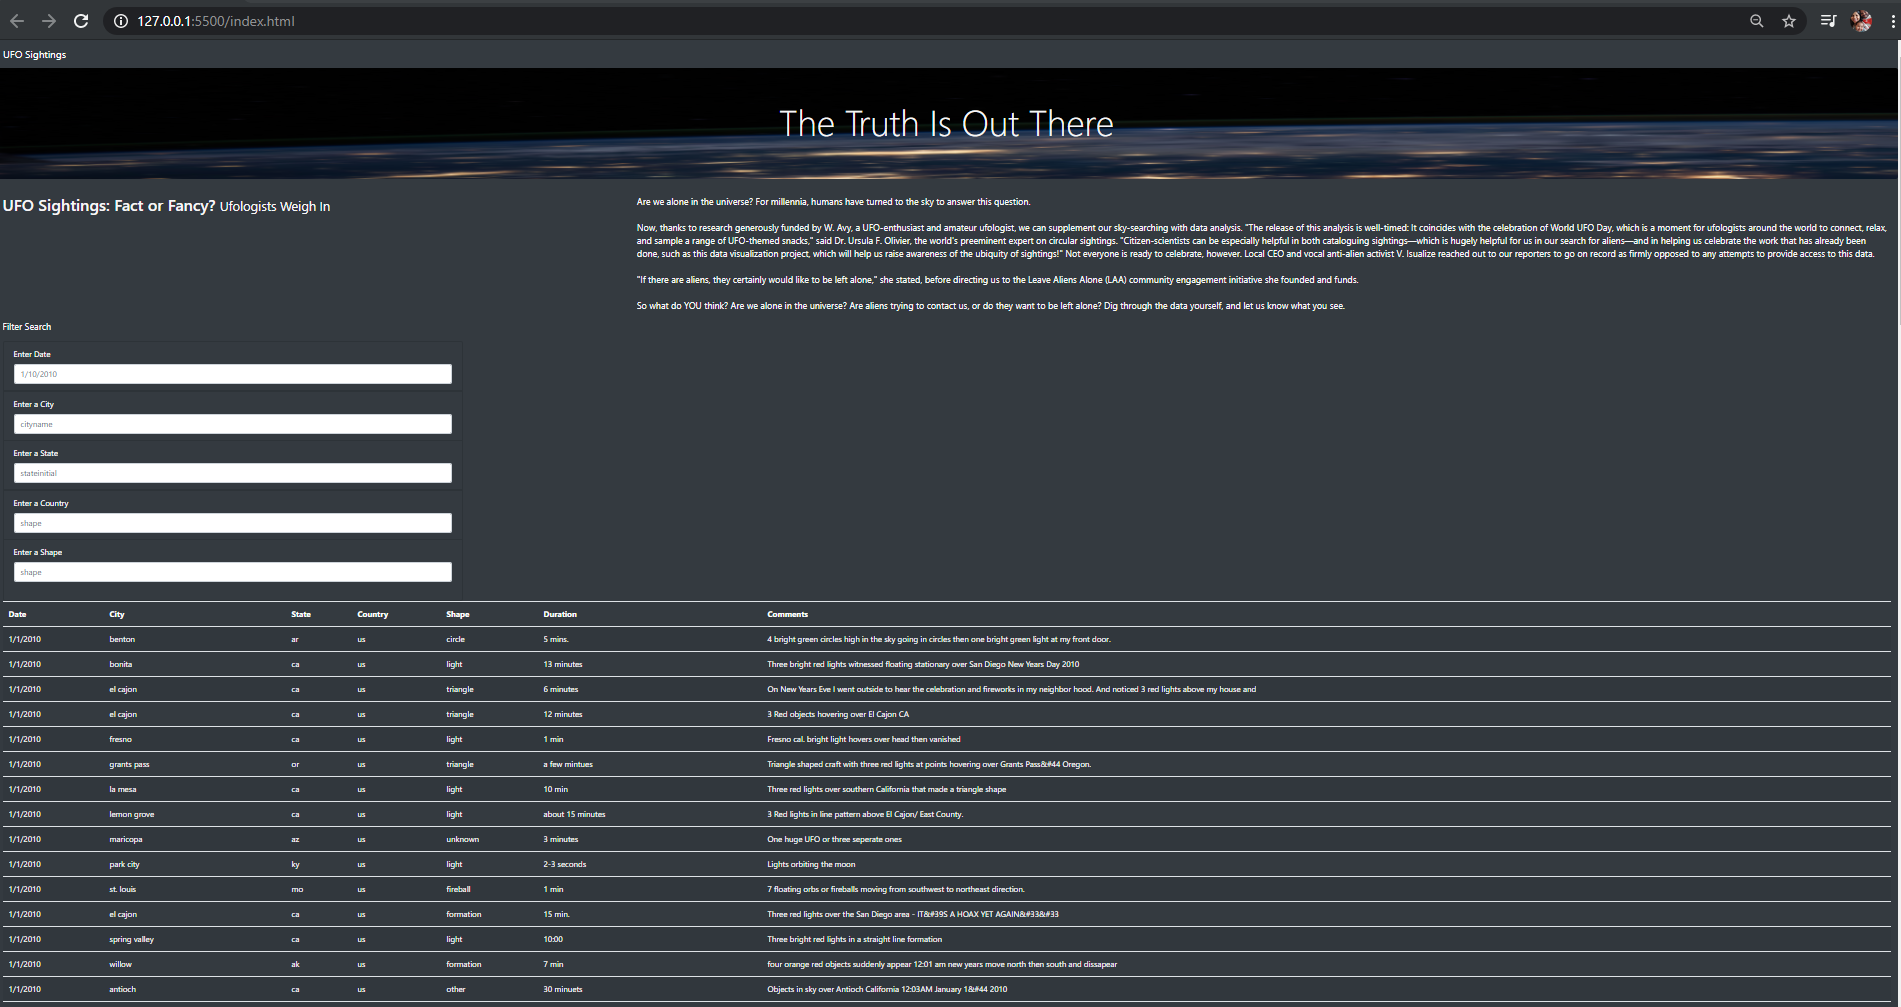 127.0.0.1:5500/index.html
UFO Sightings
The Truth Is Out There
UFO Sightings: Fact or Fancy? Ufologists Weigh In
Are we alone in the universe? For millennia, humans have turned to the sky to answer this question.
Now, thanks to research generously funded by W. Avy, a UFO-enthusiast and amateur ufologist, we can supplement our sky-searching with data analysis. "The release of this analysis is well-timed: It coincides with the celebration of World UFO Day, which is a moment for ufologists around the world to connect, relax,
and sample a range of UFO-themed snacks," said Dr. Ursula F. Olivier, the world's preeminent expert on circular sightings. "Citizen-scientists can be especially helpful in both cataloguing sightings—which is hugely helpful for us in our search for aliens—and in helping us celebrate the work that has already been
done, such as this data visualization project, which will help us raise awareness of the ubiquity of sightings!" Not everyone is ready to celebrate, however. Local CEO and vocal anti-alien activist V. Isualize reached out to our reporters to go on record as firmly opposed to any attempts to provide access to this data.
"If there are aliens, they certainly would like to be left alone," she stated, before directing us to the Leave Aliens Alone (LAA) community engagement initiative she founded and funds.
So what do YOU think? Are we alone in the universe? Are aliens trying to contact us, or do they want to be left alone? Dig through the data yourself, and let us know what you see.
Filter Search
Enter Date
1/10/2010
Enter a City
cityname
Enter a State
stateinitial
Enter a Country
shape
Enter a Shape
shape
Date City State Country Shape Duration Comments
1/1/2010 benton ar us circle 5 mins. 4 bright green circles high in the sky going in circles then one bright green light at my front door.
1/1/2010 bonita ca us light 13 minutes Three bright red lights witnessed floating stationary over San Diego New Years Day 2010
1/1/2010 el cajon ca us triangle 6 minutes On New Years Eve I went outside to hear the celebration and fireworks in my neighbor hood. And noticed 3 red lights above my house and
1/1/2010 el cajon ca us triangle 12 minutes 3 Red objects hovering over El Cajon CA
1/1/2010 fresno ca us light 1 min Fresno cal. bright light hovers over head then vanished
1/1/2010 grants pass or us triangle a few mintues Triangle shaped craft with three red lights at points hovering over Grants Pass&#44 Oregon.
1/1/2010 la mesa ca us light 10 min Three red lights over southern California that made a triangle shape
1/1/2010 lemon grove ca us light about 15 minutes 3 Red lights in line pattern above El Cajon/ East County.
1/1/2010 maricopa az us unknown 3 minutes One huge UFO or three seperate ones
1/1/2010 park city ky us light 2-3 seconds Lights orbiting the moon
1/1/2010 st. louis mo us fireball 1 min 7 floating orbs or fireballs moving from southwest to northeast direction.
1/1/2010 el cajon ca us formation 15 min. Three red lights over the San Diego area - IT&#39S A HOAX YET AGAIN&#33&#33
1/1/2010 spring valley ca us light 10:00 Three bright red lights in a straight line formation
1/1/2010 willow ak us formation 7 min four orange red objects suddenly appear 12:01 am new years move north then south and dissapear
1/1/2010 antioch ca us other 30 minuets Objects in sky over Antioch California 12:03AM January 1&#44 2010